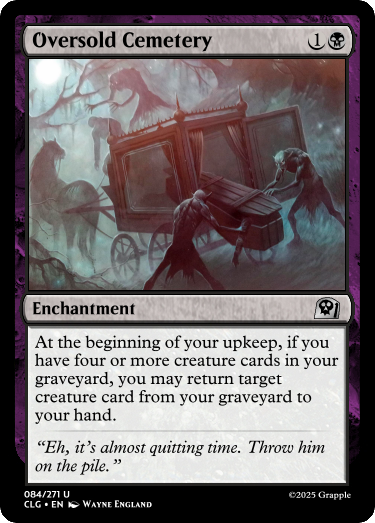 Oversold Cemetery 1
Enchantment
At the beginning of your upkeep, if you
have four or more creature cards in your
graveyard, you may return target
creature card from your graveyard to
your hand.
“Eh, it’s almost quitting time. Throw him
on the pile.”
084/271 U
CLG • EN Wayne England
©2025 Grapple